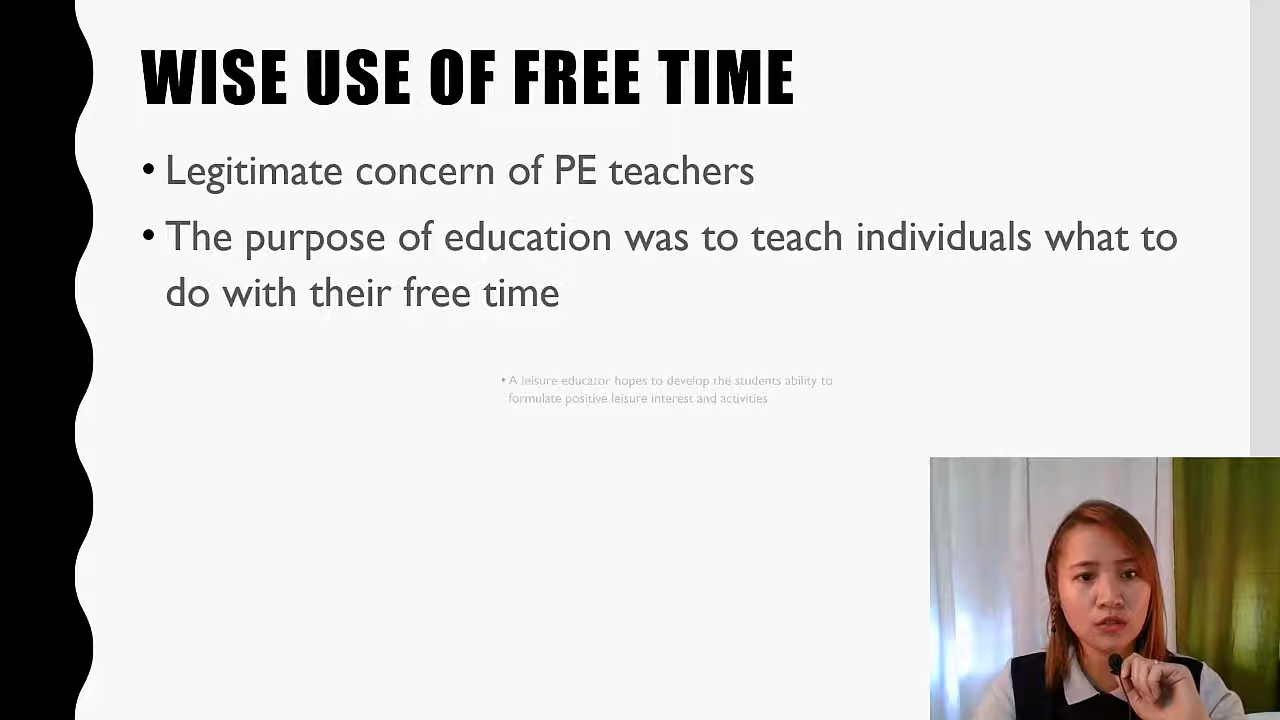 WISE USE OF FREE TIME
• Legitimate concern of PE teachers
• The purpose of education was to teach individuals what to
do with their free time
• A leisure educator hopes to develop the students ability to
formulate positive leisure interest and activities